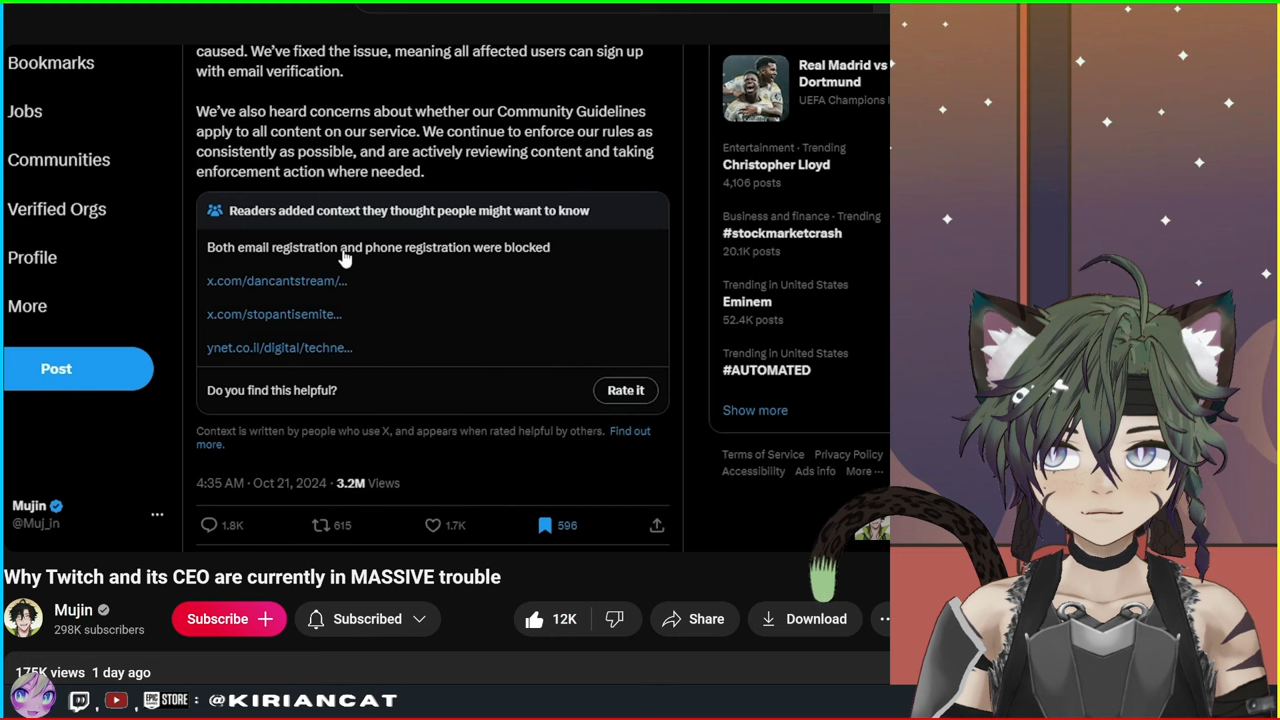 Bookmarks
Jobs
Communities
Verified Orgs
Profile
More
Post
Mujin
@Muj_in
caused. We've fixed the issue, meaning all affected users can sign up
with email verification.
We've also heard concerns about whether our Community Guidelines
apply to all content on our service. We continue to enforce our rules as
consistently as possible, and are actively reviewing content and taking
enforcement action where needed.
Readers added context they thought people might want to know
Both email registration and phone registration were blocked
x.com/dancantstream/...
x.com/stopantisemite...
ynet.co.il/digital/techne...
Do you find this helpful?
Rate it
Context is written by people who use X, and appears when rated helpful by others. Find out
more.
4:35 AM · Oct 21, 2024 · 3.2M Views
1.8K
615
1.7K
596
Real Madrid vs
Dortmund
UEFA Champions
Entertainment · Trending
Christopher Lloyd
4,106 posts
Business and finance · Trending
#stockmarketcrash
20.1K posts
Trending in United States
Eminem
52.4K posts
Trending in United States
#AUTOMATED
Show more
Terms of Service Privacy Policy
Accessibility Ads info More ...
Why Twitch and its CEO are currently in MASSIVE trouble
Mujin
298K subscribers
Subscribe
Subscribed
12K
Share
Download
175K views 1 day ago
, , EPIC STORE : @KIRIANCAT